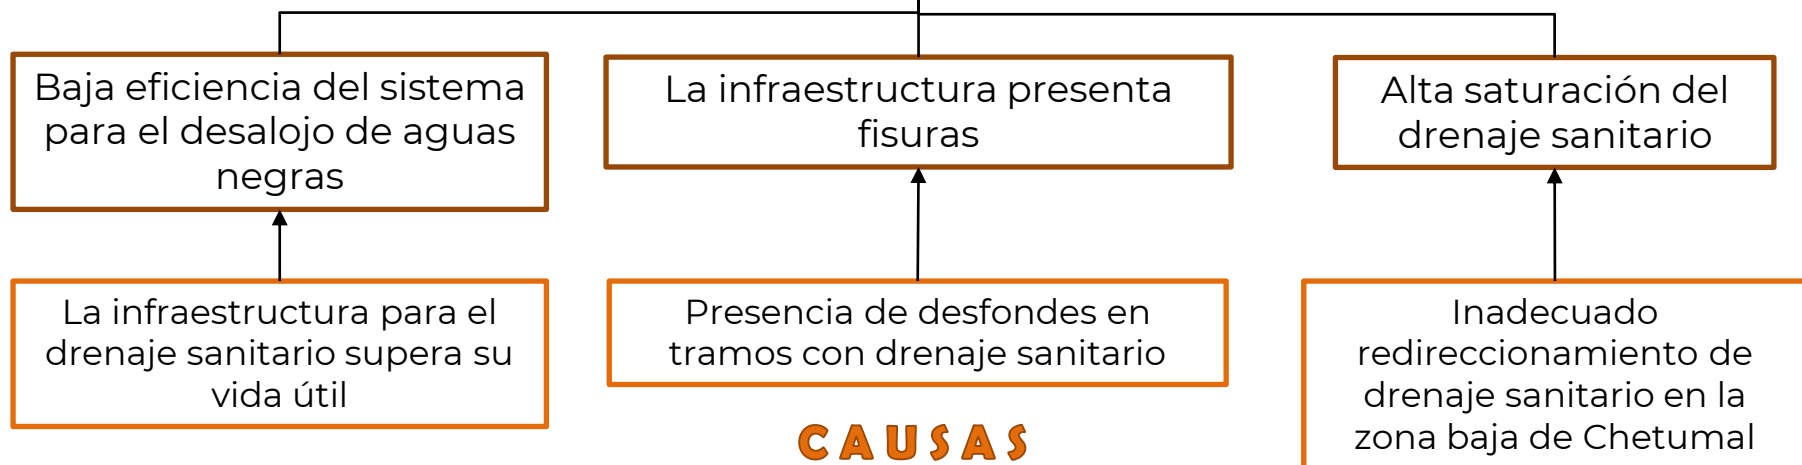 Baja eficiencia del sistema
para el desalojo de aguas
negras
La infraestructura presenta
fisuras
Alta saturación del
drenaje sanitario
La infraestructura para el
drenaje sanitario supera su
vida útil
Presencia de desfondes en
tramos con drenaje sanitario
Inadecuado
redireccionamiento de
drenaje sanitario en la
zona baja de Chetumal
CAUSAS